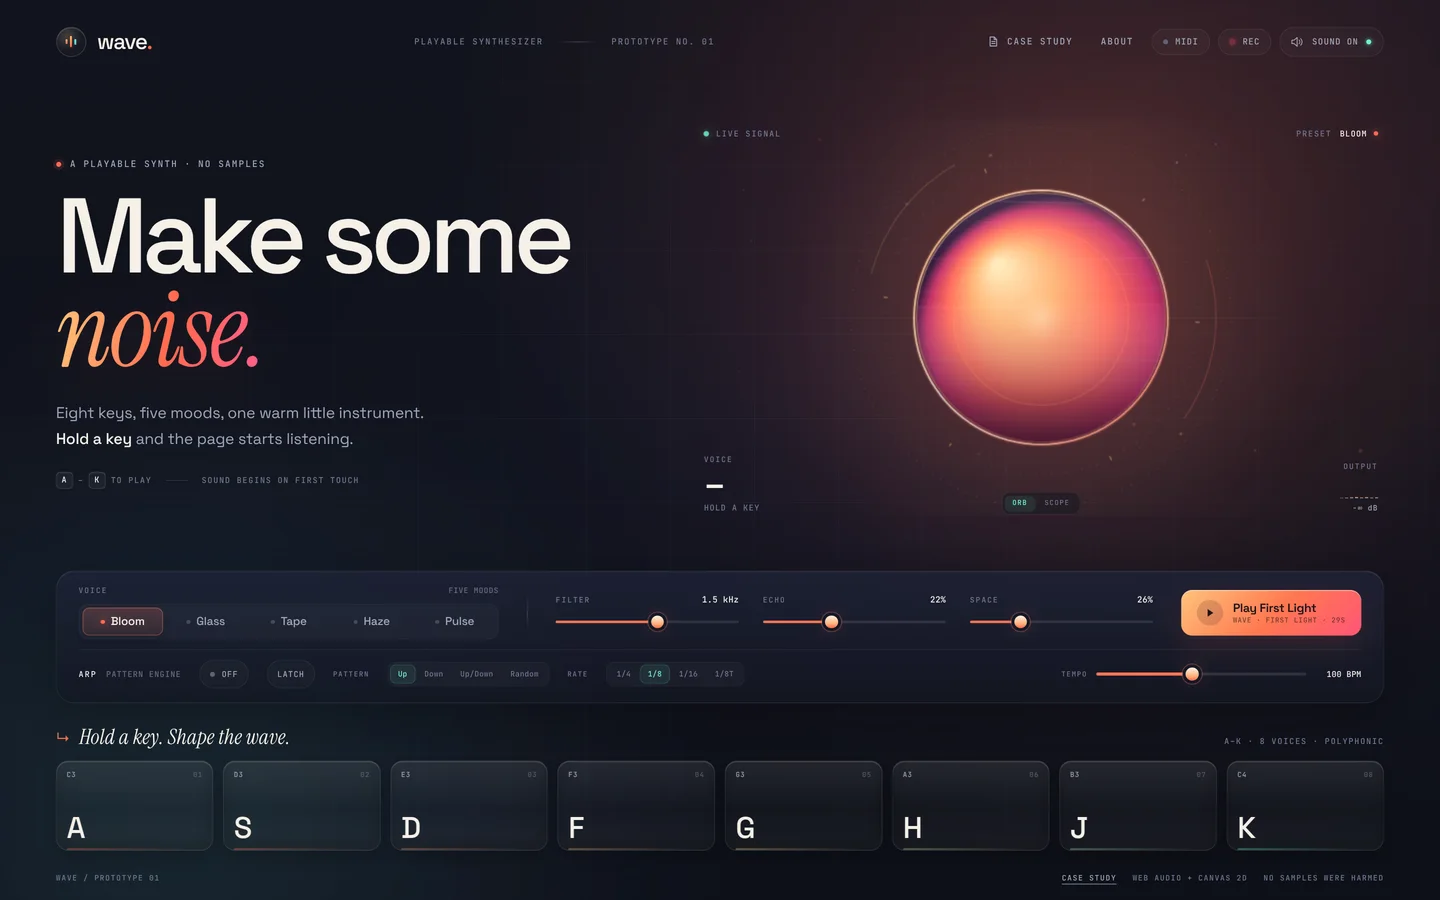 wave.
PLAYABLE SYNTHESIZER
PROTOTYPE NO. 01
CASE STUDY
ABOUT
MIDI
REC
SOUND ON
LIVE SIGNAL
PRESET BLOOM
A PLAYABLE SYNTH · NO SAMPLES
Make some
noise.
Eight keys, five moods, one warm little instrument.
Hold a key and the page starts listening.
A – K TO PLAY
SOUND BEGINS ON FIRST TOUCH
VOICE
—
HOLD A KEY
ORB
SCOPE
OUTPUT
-∞ dB
VOICE
FIVE MOODS
Bloom
Glass
Tape
Haze
Pulse
FILTER
1.5 kHz
ECHO
22%
SPACE
26%
Play First Light
WAVE · FIRST LIGHT · 29S
ARP PATTERN ENGINE
OFF
LATCH
PATTERN
Up
Down
Up/Down
Random
RATE
1/4
1/8
1/16
1/8T
TEMPO
100 BPM
↳ Hold a key. Shape the wave.
A–K · 8 VOICES · POLYPHONIC
C3 01
A
D3 02
S
E3 03
D
F3 04
F
G3 05
G
A3 06
H
B3 07
J
C4 08
K
WAVE / PROTOTYPE 01
CASE STUDY
WEB AUDIO + CANVAS 2D
NO SAMPLES WERE HARMED